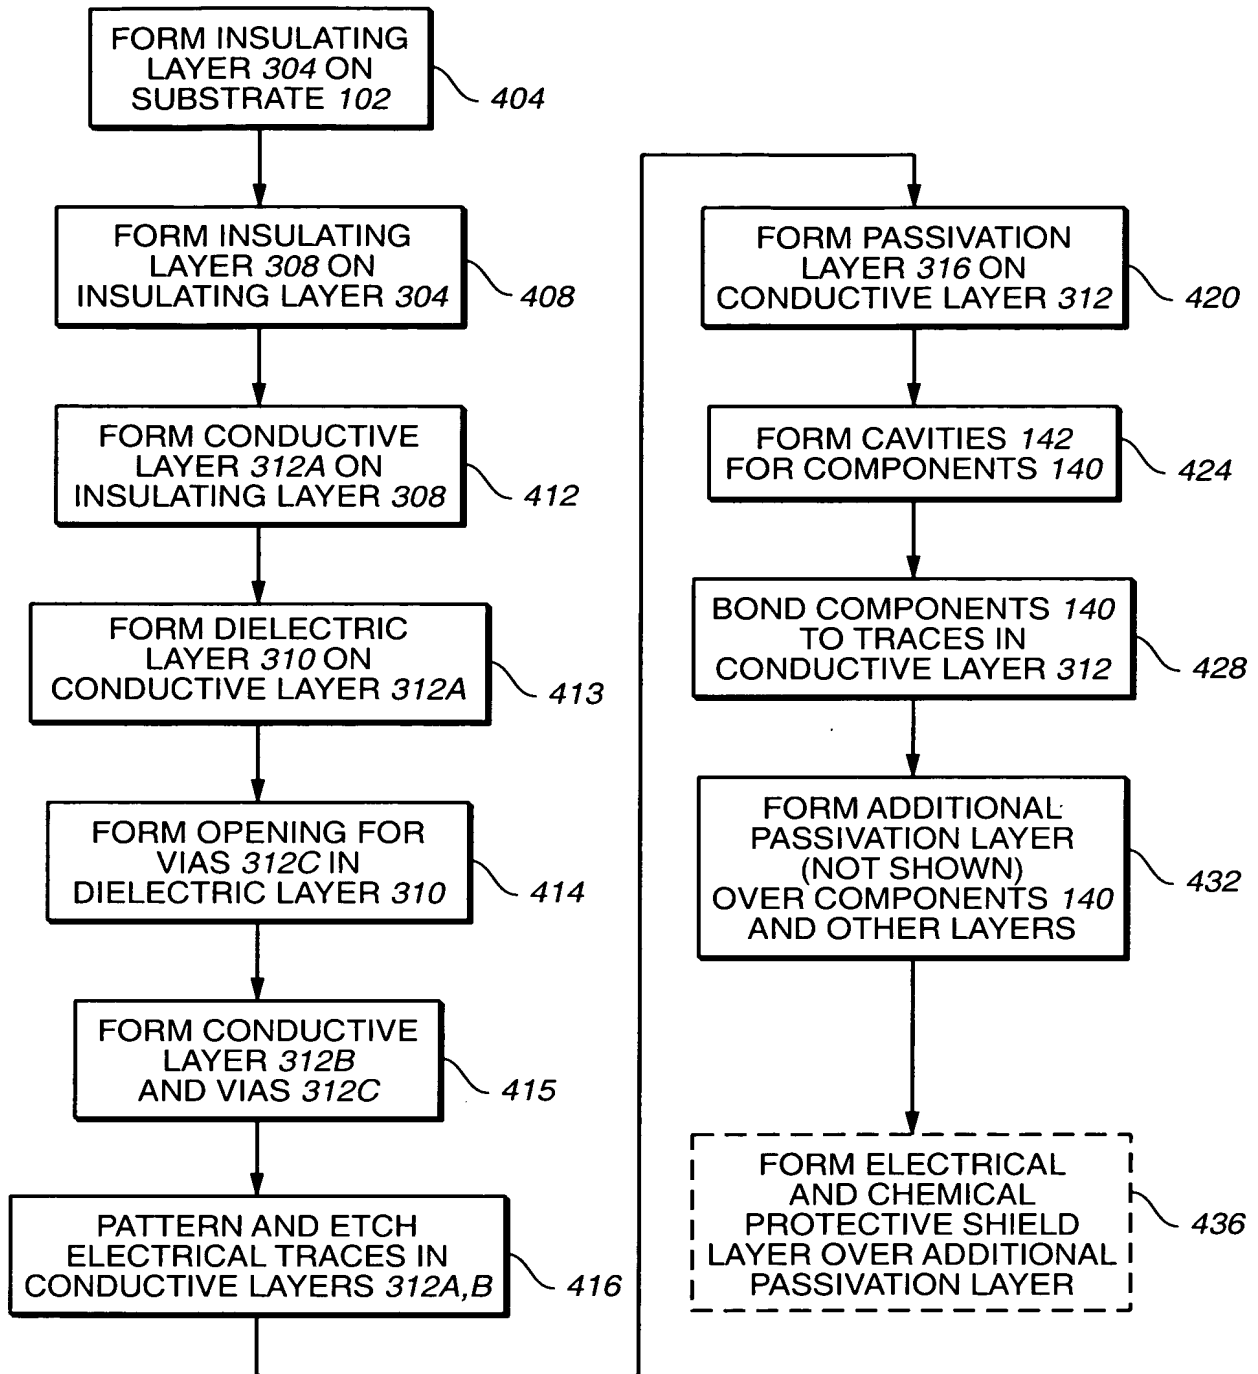 FORM INSULATING
LAYER 304 ON
SUBSTRATE 102
404
FORM INSULATING
LAYER 308 ON
INSULATING LAYER 304
408
FORM CONDUCTIVE
LAYER 312A ON
INSULATING LAYER 308
412
FORM DIELECTRIC
LAYER 310 ON
CONDUCTIVE LAYER 312A
413
FORM OPENING FOR
VIAS 312C IN
DIELECTRIC LAYER 310
414
FORM CONDUCTIVE
LAYER 312B
AND VIAS 312C
415
PATTERN AND ETCH
ELECTRICAL TRACES IN
CONDUCTIVE LAYERS 312A,B
416
FORM PASSIVATION
LAYER 316 ON
CONDUCTIVE LAYER 312
420
FORM CAVITIES 142
FOR COMPONENTS 140
424
BOND COMPONENTS 140
TO TRACES IN
CONDUCTIVE LAYER 312
428
FORM ADDITIONAL
PASSIVATION LAYER
(NOT SHOWN)
OVER COMPONENTS 140
AND OTHER LAYERS
432
FORM ELECTRICAL
AND CHEMICAL
PROTECTIVE SHIELD
LAYER OVER ADDITIONAL
PASSIVATION LAYER
436